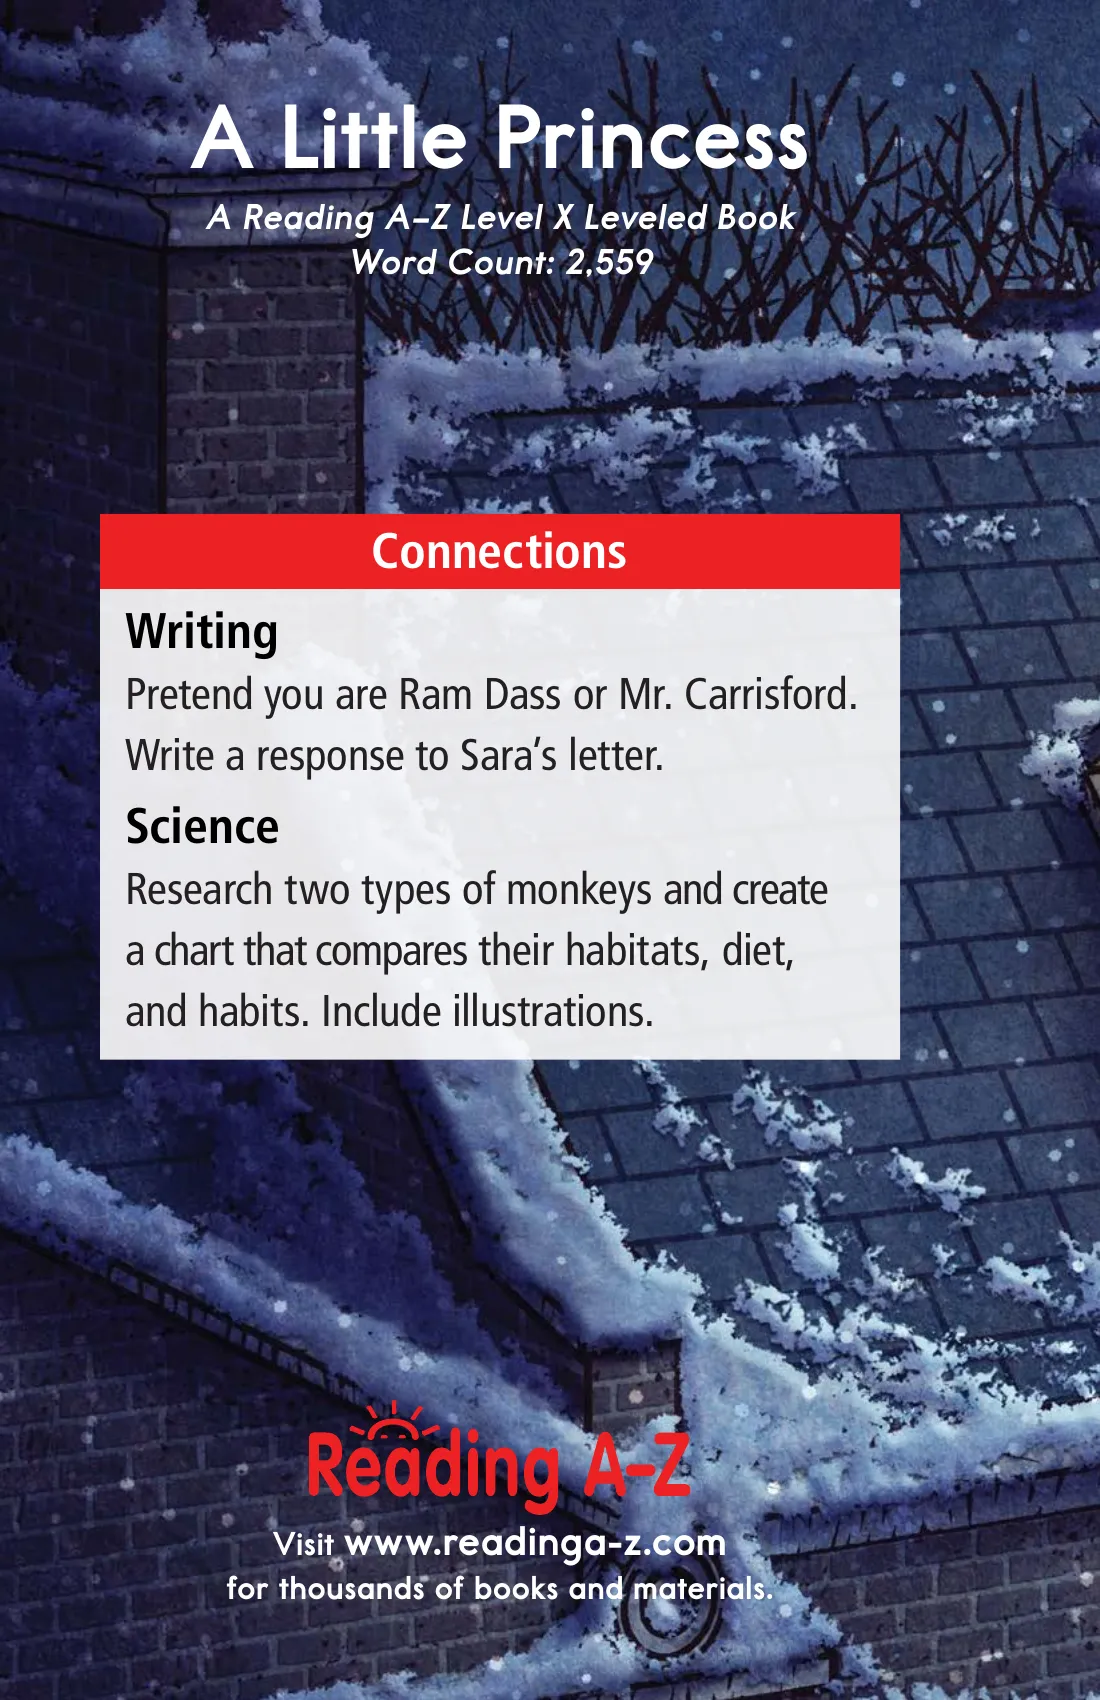 A Little Princess
A Reading A–Z Level X Leveled Book
Word Count: 2,559
Connections
Writing
Pretend you are Ram Dass or Mr. Carrisford.
Write a response to Sara’s letter.
Science
Research two types of monkeys and create
a chart that compares their habitats, diet,
and habits. Include illustrations.
Reading A–Z
Visit www.readinga-z.com
for thousands of books and materials.